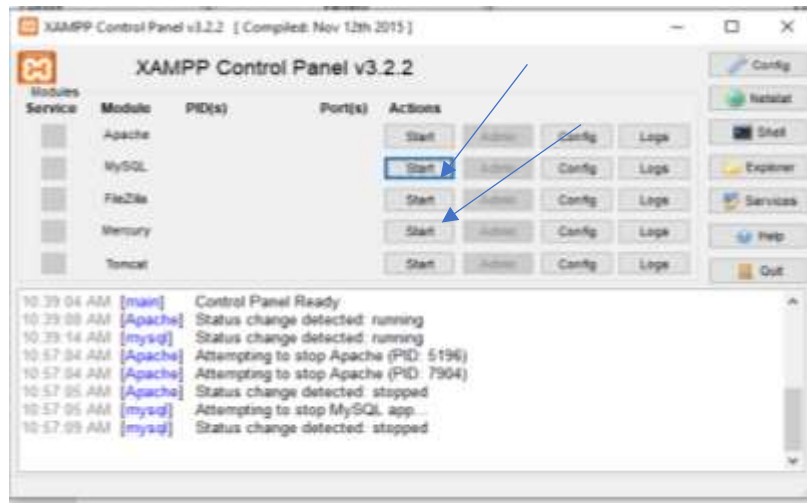 XAMPP Control Panel v3.2.2 [ Compiled: Nov 12th 2015 ]
XAMPP Control Panel v3.2.2
Config
Modules
Service Module PID(s) Port(s) Actions
Netstat
Apache Start Admin Config Logs
Shell
MySQL Start Admin Config Logs
Explorer
FileZilla Start Admin Config Logs
Services
Mercury Start Admin Config Logs
Help
Tomcat Start Admin Config Logs
Quit
10:39:04 AM [main] Control Panel Ready
10:39:08 AM [Apache] Status change detected: running
10:39:14 AM [mysql] Status change detected: running
10:57:04 AM [Apache] Attempting to stop Apache (PID: 5196)
10:57:04 AM [Apache] Attempting to stop Apache (PID: 7904)
10:57:05 AM [Apache] Status change detected: stopped
10:57:05 AM [mysql] Attempting to stop MySQL app...
10:57:09 AM [mysql] Status change detected: stopped